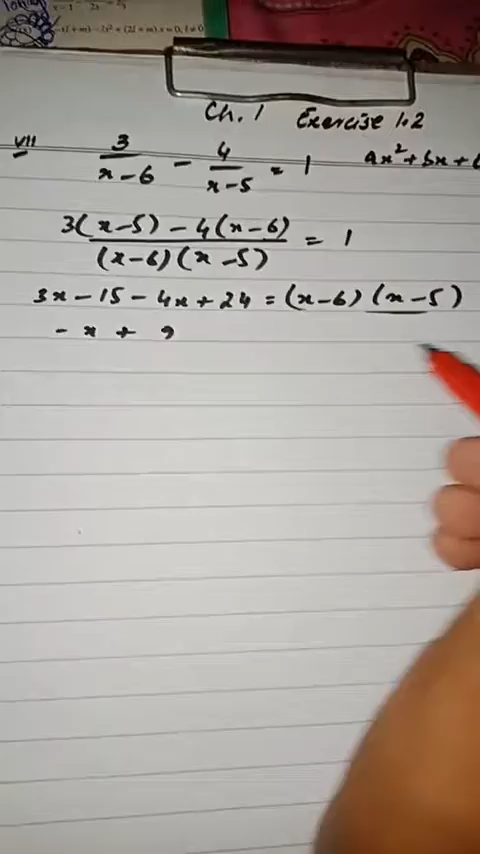 Ch. 1 Exercise 1.2
VII 3/(x-6) - 4/(x-5) = 1 ax² + bx +
3(x-5) - 4(x-6) / (x-6)(x-5) = 1
3x - 15 - 4x + 24 = (x-6)(x-5)
- x + 9